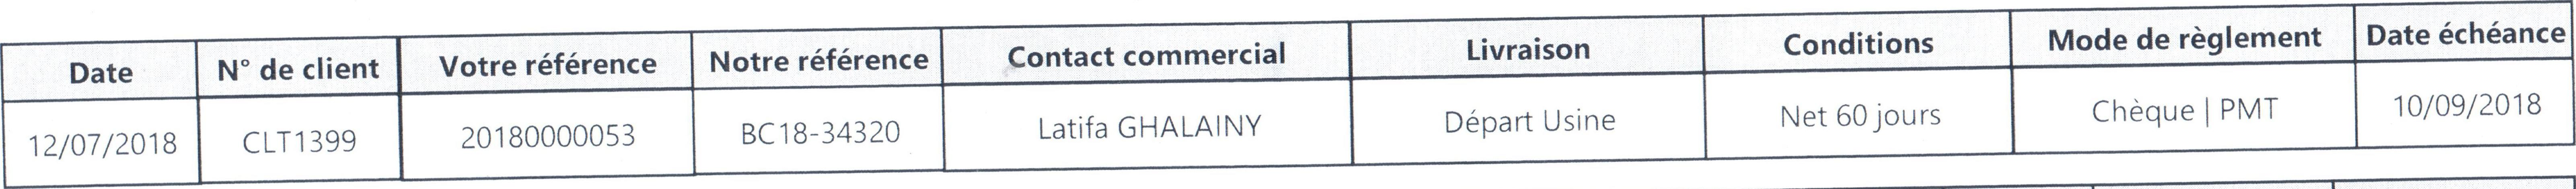 Date N° de client Votre référence Notre référence Contact commercial Livraison Conditions Mode de règlement Date échéance
12/07/2018 CLT1399 20180000053 BC18-34320 Latifa GHALAINY Départ Usine Net 60 jours Chèque | PMT 10/09/2018